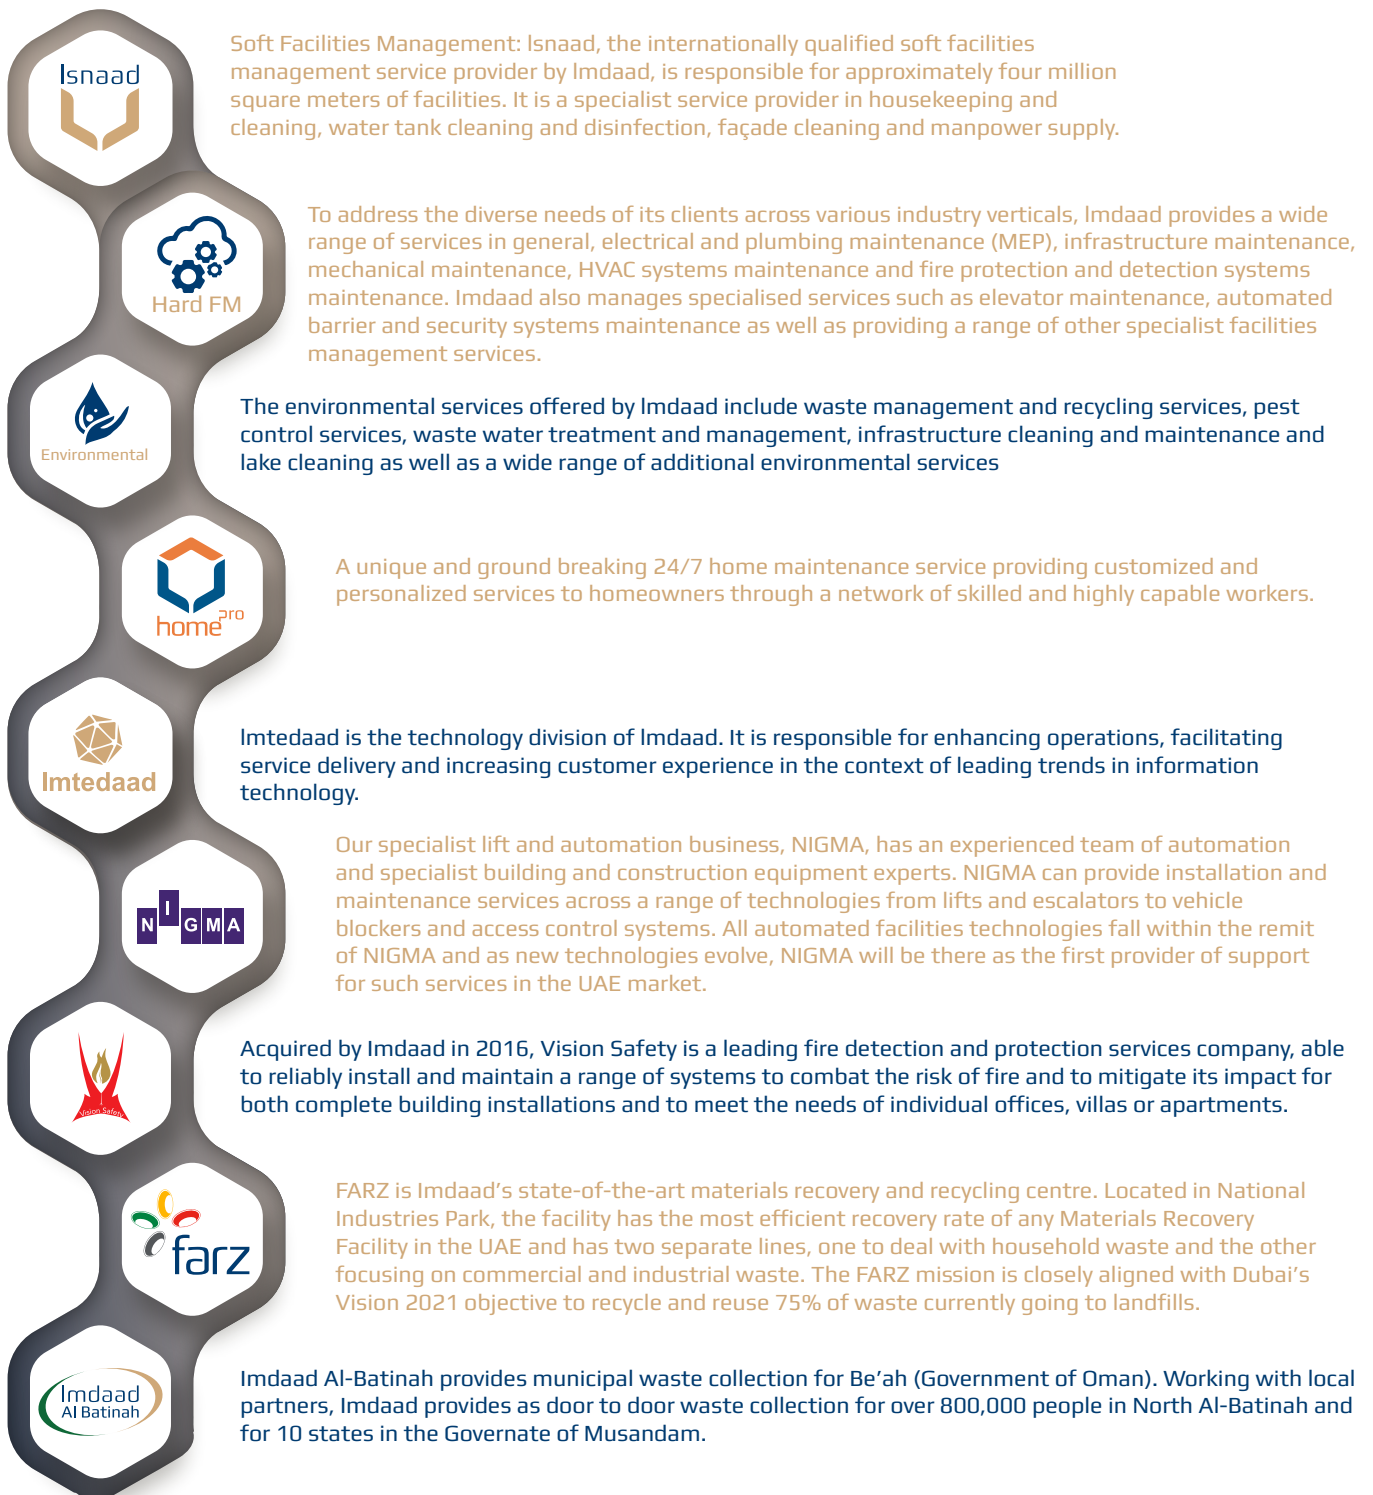 Isnaad
Soft Facilities Management: Isnaad, the internationally qualified soft facilities
management service provider by Imdaad, is responsible for approximately four million
square meters of facilities. It is a specialist service provider in housekeeping and
cleaning, water tank cleaning and disinfection, façade cleaning and manpower supply.
Hard FM
To address the diverse needs of its clients across various industry verticals, Imdaad provides a wide
range of services in general, electrical and plumbing maintenance (MEP), infrastructure maintenance,
mechanical maintenance, HVAC systems maintenance and fire protection and detection systems
maintenance. Imdaad also manages specialised services such as elevator maintenance, automated
barrier and security systems maintenance as well as providing a range of other specialist facilities
management services.
Environmental
The environmental services offered by Imdaad include waste management and recycling services, pest
control services, waste water treatment and management, infrastructure cleaning and maintenance and
lake cleaning as well as a wide range of additional environmental services
home pro
A unique and ground breaking 24/7 home maintenance service providing customized and
personalized services to homeowners through a network of skilled and highly capable workers.
Imtedaad
Imtedaad is the technology division of Imdaad. It is responsible for enhancing operations, facilitating
service delivery and increasing customer experience in the context of leading trends in information
technology.
NIGMA
Our specialist lift and automation business, NIGMA, has an experienced team of automation
and specialist building and construction equipment experts. NIGMA can provide installation and
maintenance services across a range of technologies from lifts and escalators to vehicle
blockers and access control systems. All automated facilities technologies fall within the remit
of NIGMA and as new technologies evolve, NIGMA will be there as the first provider of support
for such services in the UAE market.
Vision Safety
Acquired by Imdaad in 2016, Vision Safety is a leading fire detection and protection services company, able
to reliably install and maintain a range of systems to combat the risk of fire and to mitigate its impact for
both complete building installations and to meet the needs of individual offices, villas or apartments.
farz
FARZ is Imdaad's state-of-the-art materials recovery and recycling centre. Located in National
Industries Park, the facility has the most efficient recovery rate of any Materials Recovery
Facility in the UAE and has two separate lines, one to deal with household waste and the other
focusing on commercial and industrial waste. The FARZ mission is closely aligned with Dubai's
Vision 2021 objective to recycle and reuse 75% of waste currently going to landfills.
Imdaad
Al Batinah
Imdaad Al-Batinah provides municipal waste collection for Be'ah (Government of Oman). Working with local
partners, Imdaad provides as door to door waste collection for over 800,000 people in North Al-Batinah and
for 10 states in the Governate of Musandam.